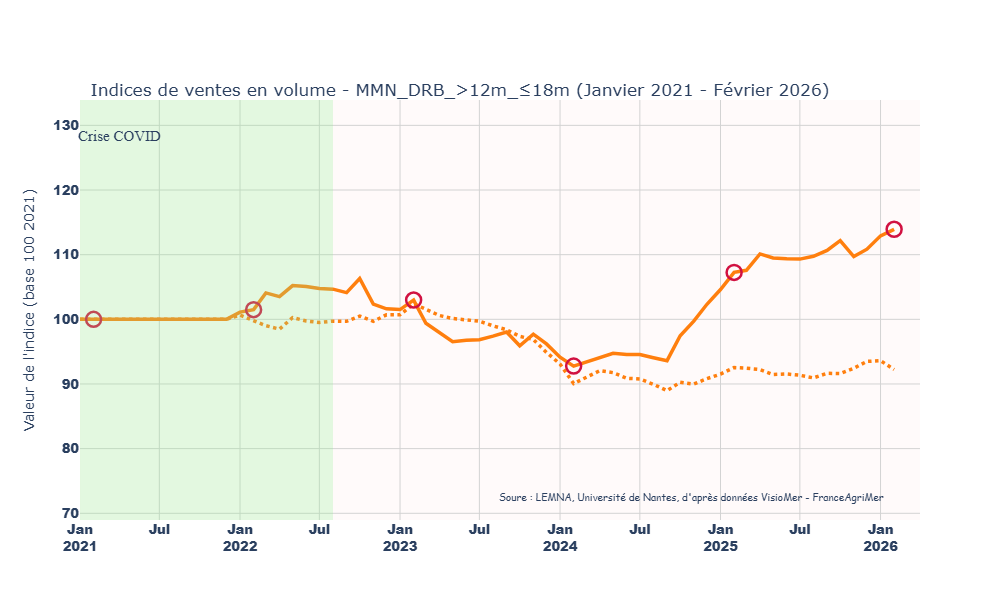 Indices de ventes en volume - MMN_DRB_>12m_≤18m (Janvier 2021 - Février 2026)
Valeur de l'indice (base 100 2021)
130
Crise COVID
120
110
100
90
80
70
Soure : LEMNA, Université de Nantes, d'après données VisioMer - FranceAgriMer
Jan Jul Jan Jul Jan Jul Jan Jul Jan Jul Jan
2021 2022 2023 2024 2025 2026